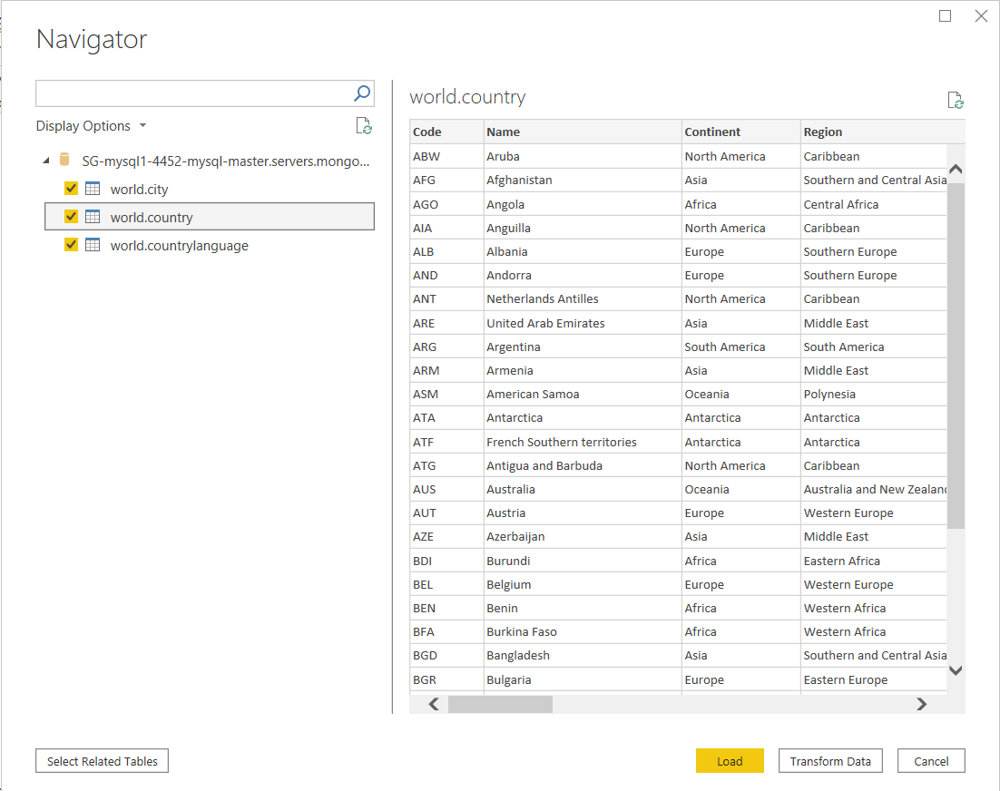 Navigator
Display Options
SG-mysql1-4452-mysql-master.servers.mongo...
world.city
world.country
world.countrylanguage
world.country
Code Name Continent Region
ABW Aruba North America Caribbean
AFG Afghanistan Asia Southern and Central Asia
AGO Angola Africa Central Africa
AIA Anguilla North America Caribbean
ALB Albania Europe Southern Europe
AND Andorra Europe Southern Europe
ANT Netherlands Antilles North America Caribbean
ARE United Arab Emirates Asia Middle East
ARG Argentina South America South America
ARM Armenia Asia Middle East
ASM American Samoa Oceania Polynesia
ATA Antarctica Antarctica Antarctica
ATF French Southern territories Antarctica Antarctica
ATG Antigua and Barbuda North America Caribbean
AUS Australia Oceania Australia and New Zealand
AUT Austria Europe Western Europe
AZE Azerbaijan Asia Middle East
BDI Burundi Africa Eastern Africa
BEL Belgium Europe Western Europe
BEN Benin Africa Western Africa
BFA Burkina Faso Africa Western Africa
BGD Bangladesh Asia Southern and Central Asia
BGR Bulgaria Europe Eastern Europe
Select Related Tables
Load
Transform Data
Cancel